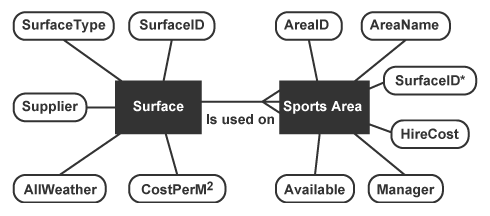 SurfaceType
SurfaceID
AreaID
AreaName
Supplier
Surface
Is used on
Sports Area
SurfaceID*
HireCost
AllWeather
CostPerM²
Available
Manager